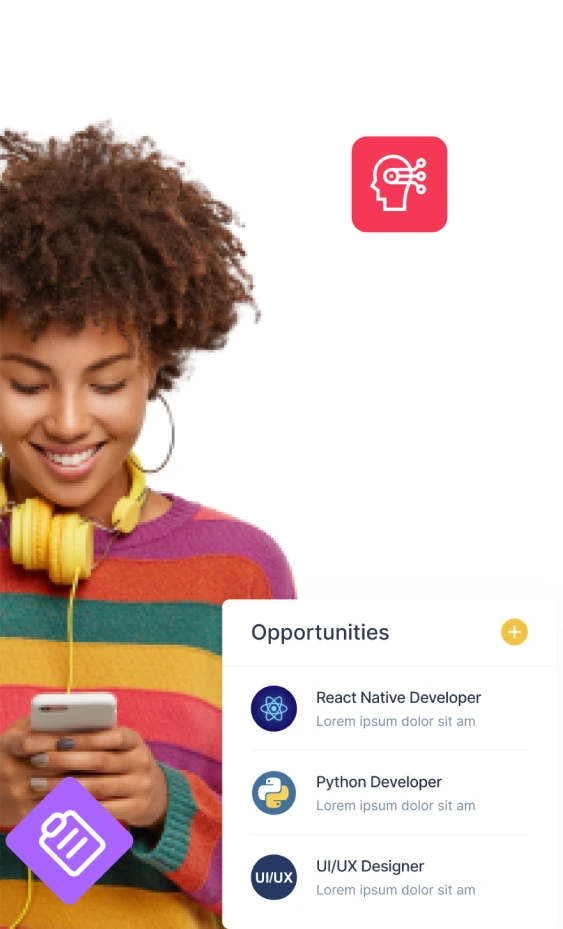 Opportunities
React Native Developer
Lorem ipsum dolor sit am
Python Developer
Lorem ipsum dolor sit am
UI/UX
UI/UX Designer
Lorem ipsum dolor sit am